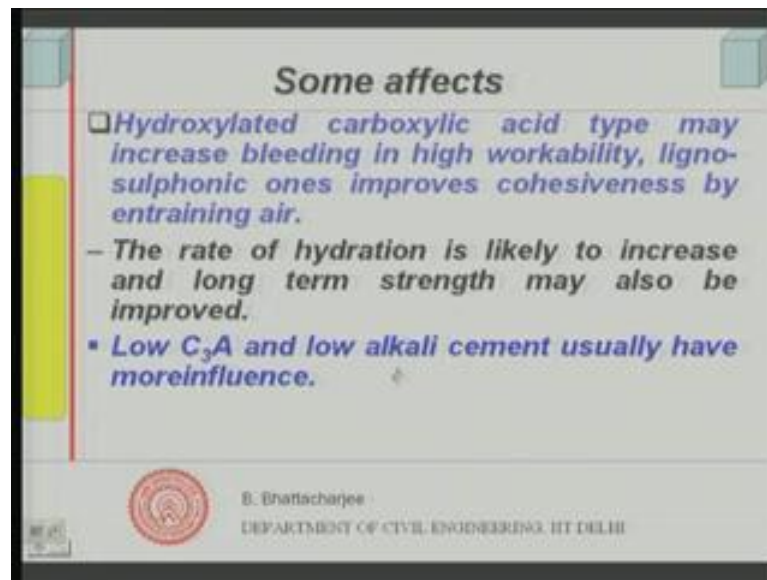 Some affects
Hydroxylated carboxylic acid type may
increase bleeding in high workability, ligno-
sulphonic ones improves cohesiveness by
entraining air.
– The rate of hydration is likely to increase
and long term strength may also be
improved.
▪ Low C₃A and low alkali cement usually have
moreinfluence.
B. Bhattacharjee
DEPARTMENT OF CIVIL ENGINEERING, IIT DELHI